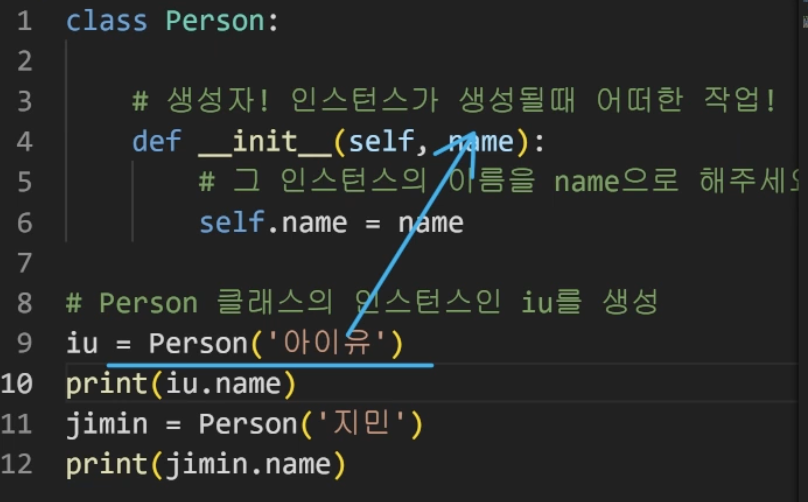 1 class Person:
2
3 # 생성자! 인스턴스가 생성될때 어떠한 작업!
4 def __init__(self, name):
5 # 그 인스턴스의 이름을 name으로 해주세요
6 self.name = name
7
8 # Person 클래스의 인스턴스인 iu를 생성
9 iu = Person('아이유')
10 print(iu.name)
11 jimin = Person('지민')
12 print(jimin.name)